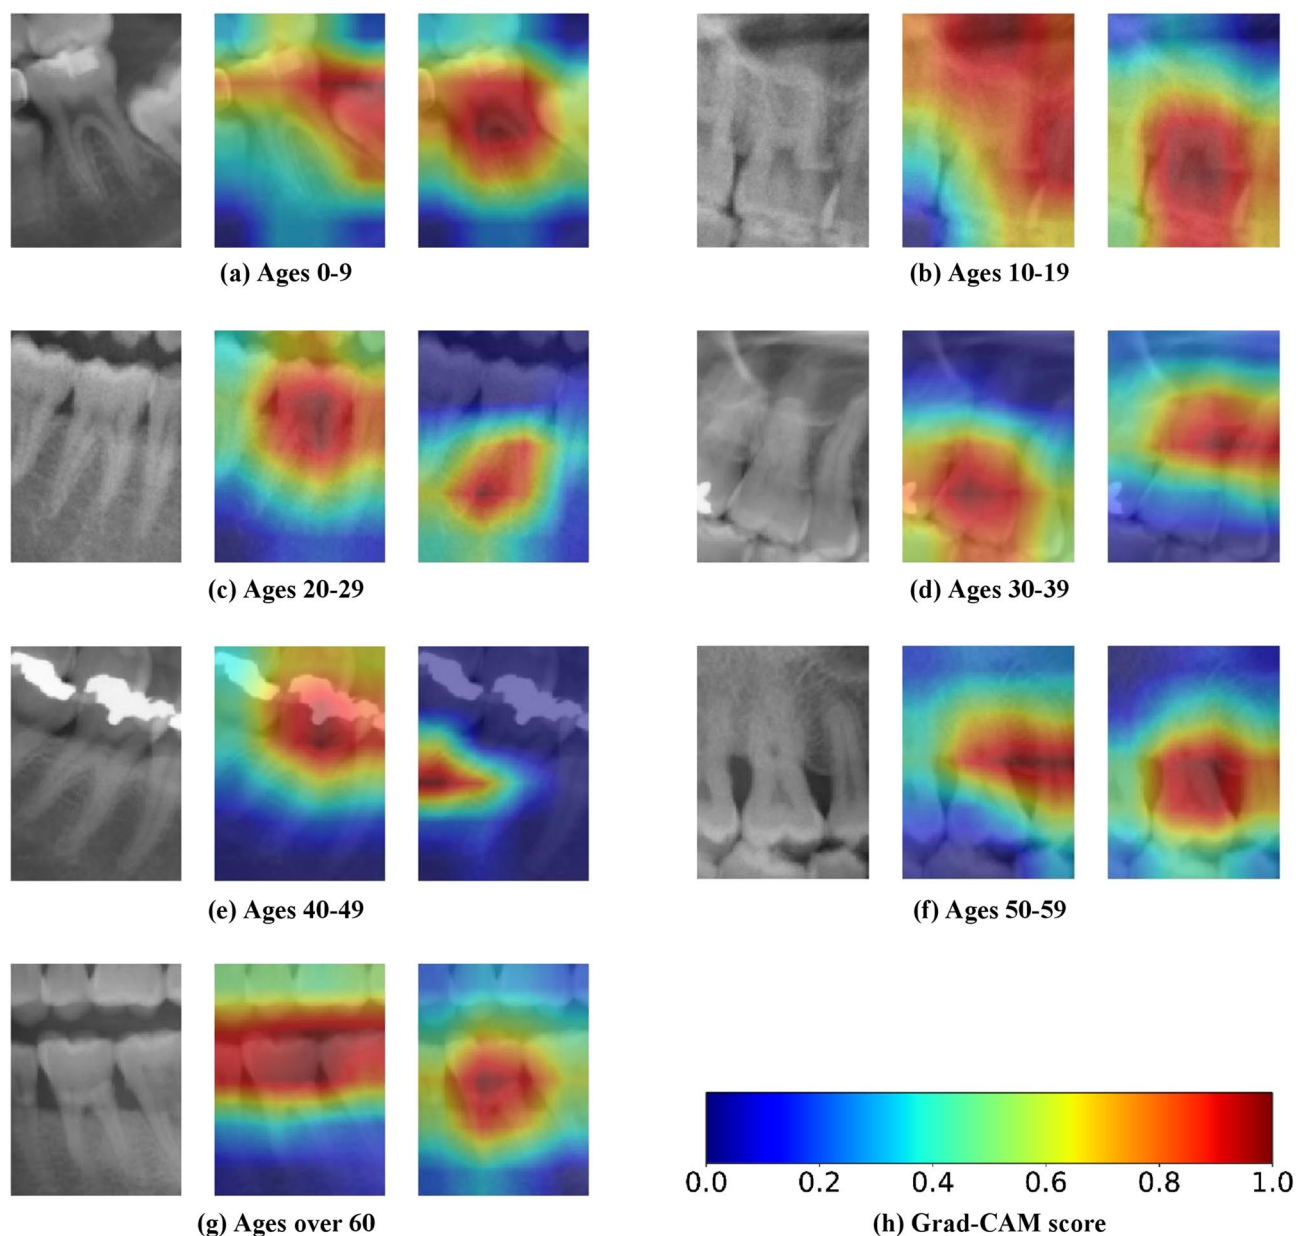 (a) Ages 0-9
(b) Ages 10-19
(c) Ages 20-29
(d) Ages 30-39
(e) Ages 40-49
(f) Ages 50-59
0.0 0.2 0.4 0.6 0.8 1.0
(g) Ages over 60
(h) Grad-CAM score